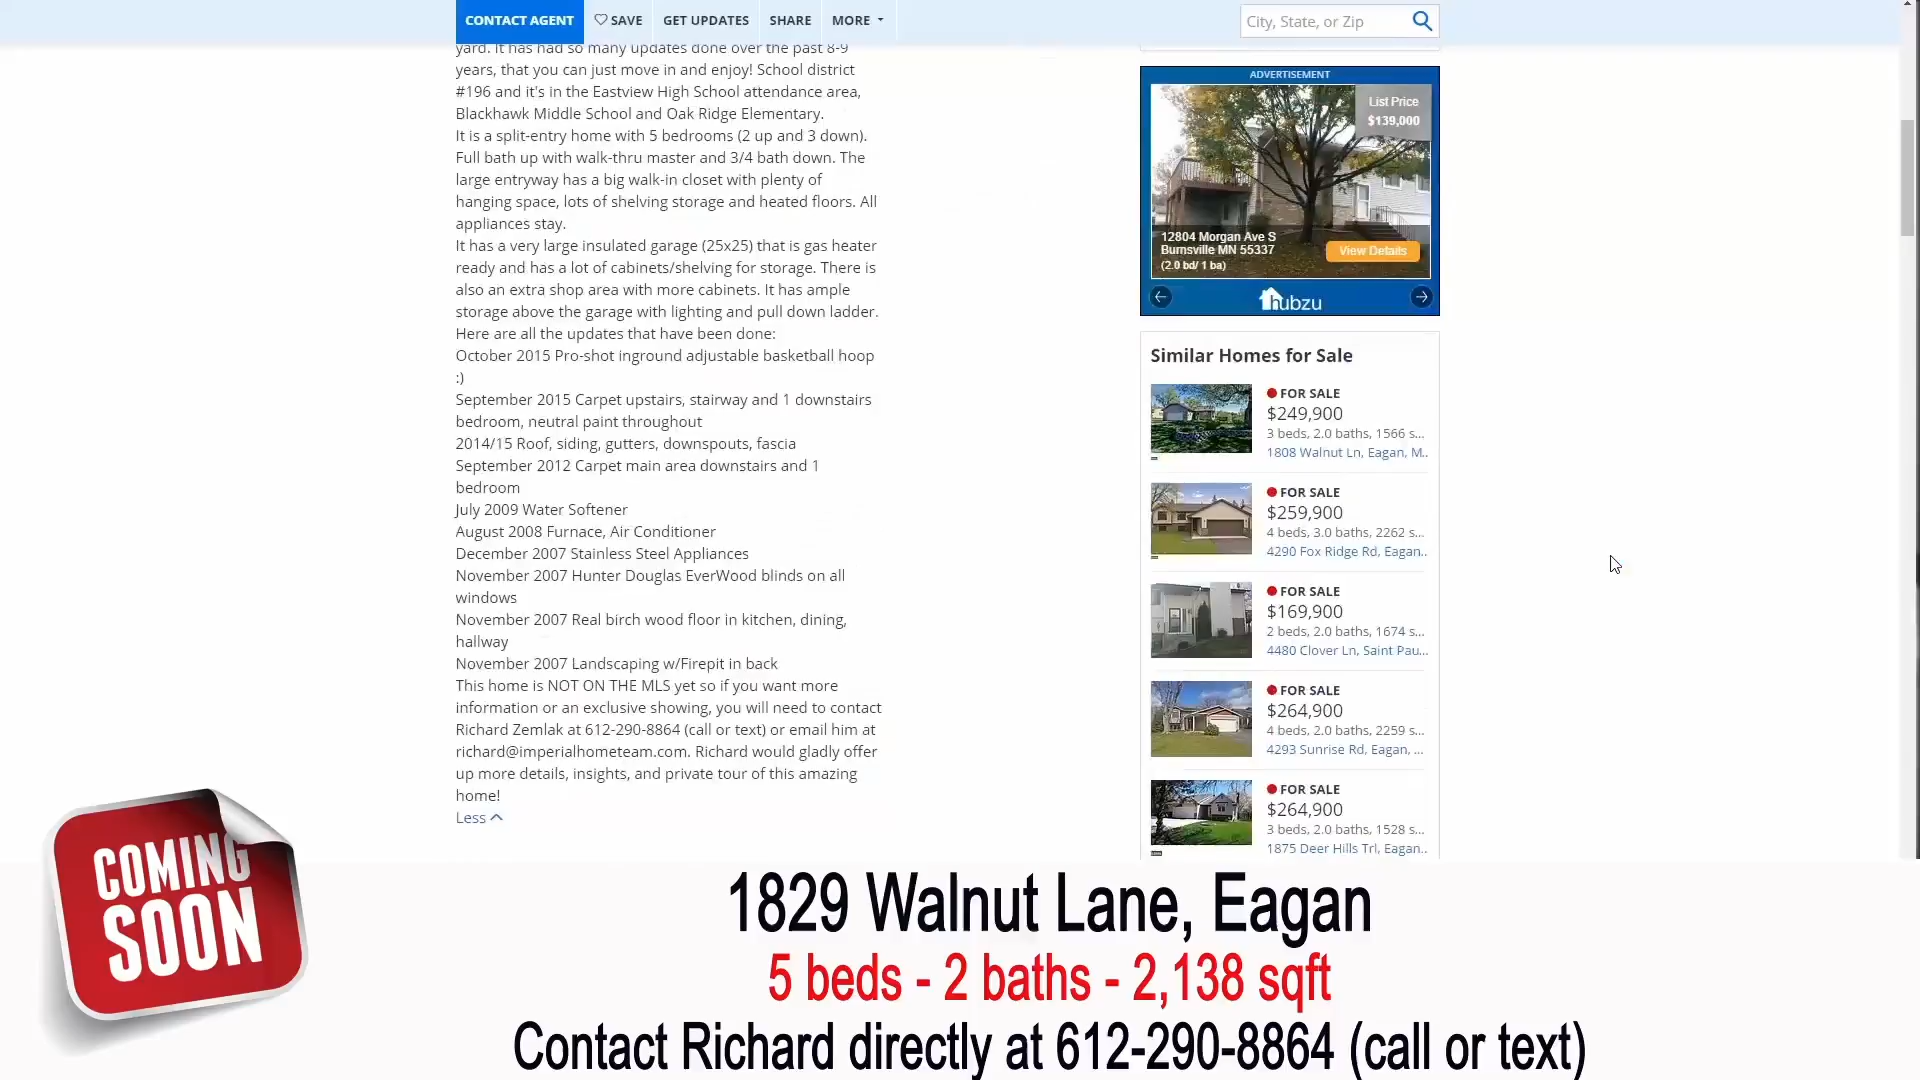 CONTACT AGENT
SAVE
GET UPDATES
SHARE
MORE
City, State, or Zip
yard. It has had so many updates done over the past 8-9
years, that you can just move in and enjoy! School district
#196 and it's in the Eastview High School attendance area,
Blackhawk Middle School and Oak Ridge Elementary.
It is a split-entry home with 5 bedrooms (2 up and 3 down).
Full bath up with walk-thru master and 3/4 bath down. The
large entryway has a big walk-in closet with plenty of
hanging space, lots of shelving storage and heated floors. All
appliances stay.
It has a very large insulated garage (25x25) that is gas heater
ready and has a lot of cabinets/shelving for storage. There is
also an extra shop area with more cabinets. It has ample
storage above the garage with lighting and pull down ladder.
Here are all the updates that have been done:
October 2015 Pro-shot inground adjustable basketball hoop
:)
September 2015 Carpet upstairs, stairway and 1 downstairs
bedroom, neutral paint throughout
2014/15 Roof, siding, gutters, downspouts, fascia
September 2012 Carpet main area downstairs and 1
bedroom
July 2009 Water Softener
August 2008 Furnace, Air Conditioner
December 2007 Stainless Steel Appliances
November 2007 Hunter Douglas EverWood blinds on all
windows
November 2007 Real birch wood floor in kitchen, dining,
hallway
November 2007 Landscaping w/Firepit in back
This home is NOT ON THE MLS yet so if you want more
information or an exclusive showing, you will need to contact
Richard Zemlak at 612-290-8864 (call or text) or email him at
richard@imperialhometeam.com. Richard would gladly offer
up more details, insights, and private tour of this amazing
home!
Less
ADVERTISEMENT
List Price
$139,000
12804 Morgan Ave S
Burnsville MN 55337
(2.0 bd/ 1 ba)
View Details
hubzu
Similar Homes for Sale
FOR SALE
$249,900
3 beds, 2.0 baths, 1566 s...
1808 Walnut Ln, Eagan, M..
FOR SALE
$259,900
4 beds, 3.0 baths, 2262 s...
4290 Fox Ridge Rd, Eagan..
FOR SALE
$169,900
2 beds, 2.0 baths, 1674 s...
4480 Clover Ln, Saint Pau...
FOR SALE
$264,900
4 beds, 2.0 baths, 2259 s...
4293 Sunrise Rd, Eagan, ...
FOR SALE
$264,900
3 beds, 2.0 baths, 1528 s...
1875 Deer Hills Trl, Eagan..
COMING
SOON
1829 Walnut Lane, Eagan
5 beds - 2 baths - 2,138 sqft
Contact Richard directly at 612-290-8864 (call or text)